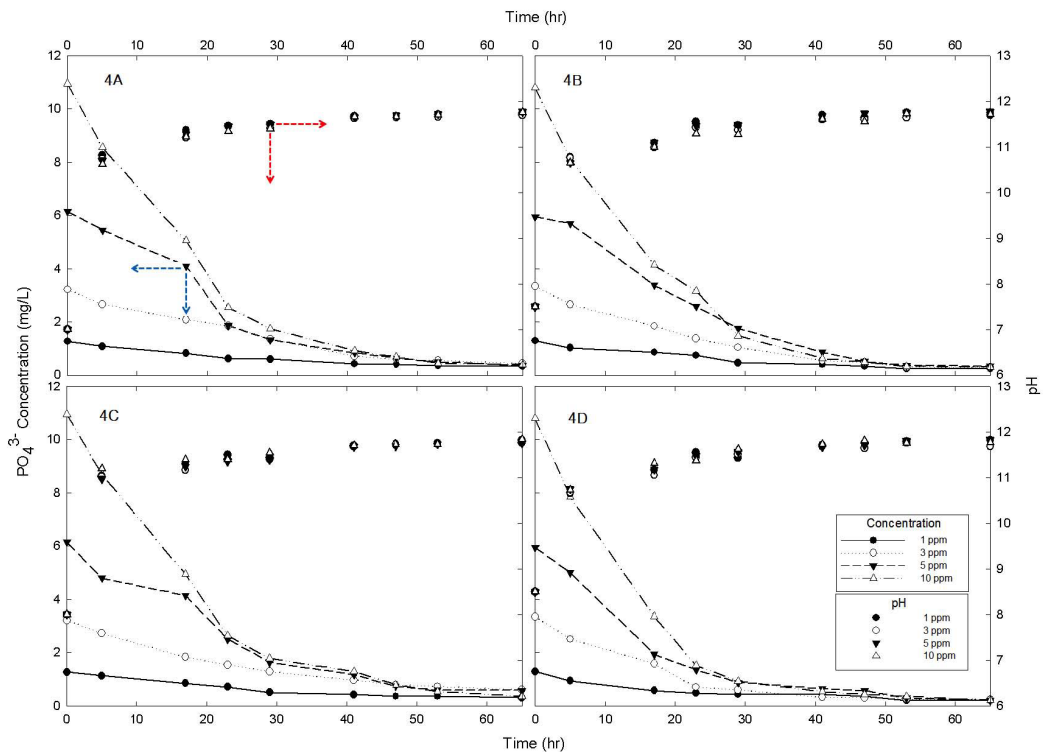 Time (hr)
0 10 20 30 40 50 60 0 10 20 30 40 50 60
12 13
4A 4B
10 12
8 11
10
6
9
4
8
2
7
0 6
12 13
4C 4D
10 12
8 11
10
6
9
4
8
2
7
0 6
0 10 20 30 40 50 60 0 10 20 30 40 50 60
PO₄³⁻ Concentration (mg/L)
pH
Concentration
1 ppm
3 ppm
5 ppm
10 ppm
pH
1 ppm
3 ppm
5 ppm
10 ppm
Time (hr)